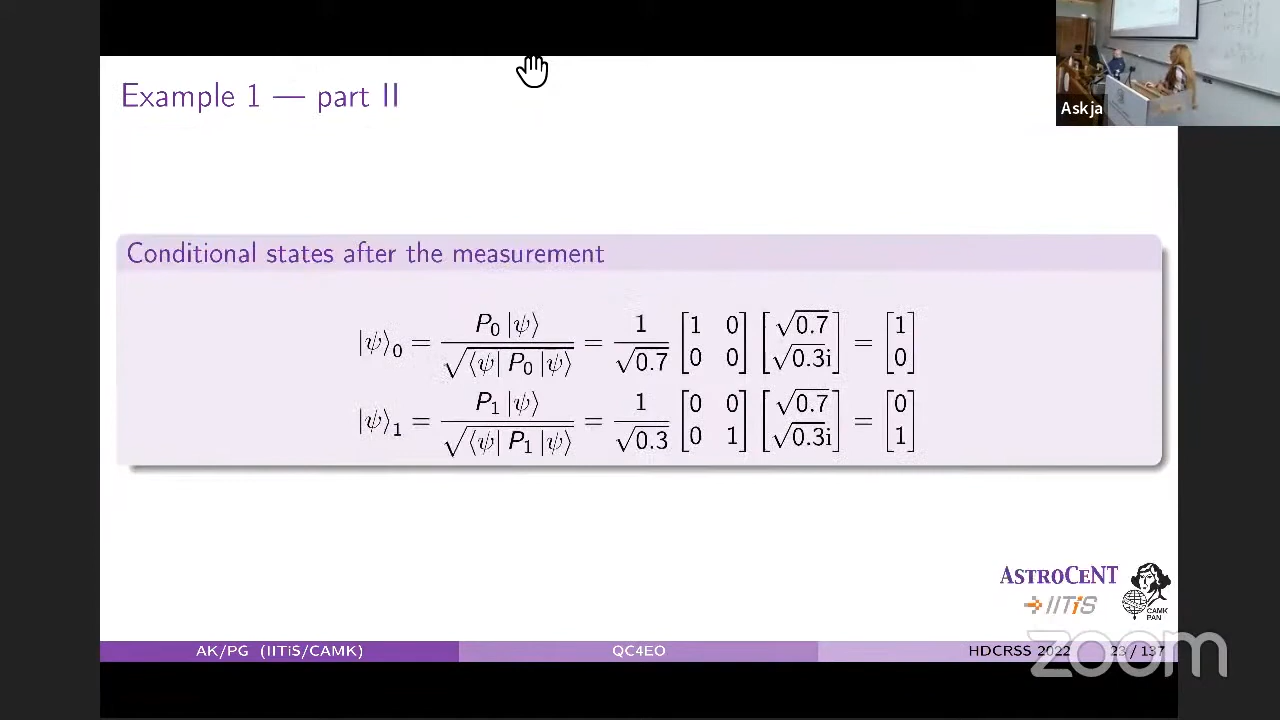 Example 1 — part II
Askja
Conditional states after the measurement
|ψ⟩₀ = P₀ |ψ⟩ / √⟨ψ| P₀ |ψ⟩ = 1/√0.7 [1 0; 0 0] [√0.7; √0.3i] = [1; 0]
|ψ⟩₁ = P₁ |ψ⟩ / √⟨ψ| P₁ |ψ⟩ = 1/√0.3 [0 0; 0 1] [√0.7; √0.3i] = [0; 1]
ASTROCENT
IITiS
CAMK
PAN
AK/PG (IITiS/CAMK)
QC4EO
HDCRSS 2022
23 / 137
zoom